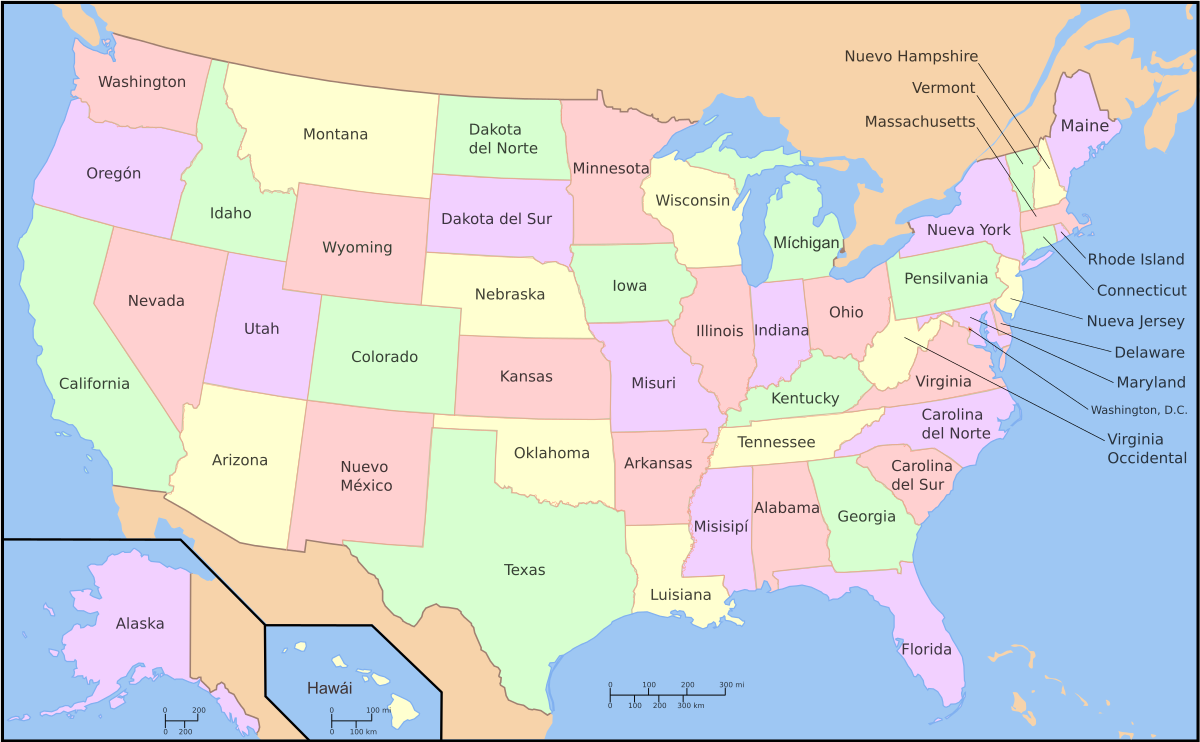 Nuevo Hampshire
Washington
Vermont
Massachusetts
Maine
Montana
Dakota
del Norte
Minnesota
Oregón
Wisconsin
Idaho
Dakota del Sur
Nueva York
Wyoming
Míchigan
Rhode Island
Pensilvania
Connecticut
Nebraska
Iowa
Nevada
Ohio
Nueva Jersey
Utah
Illinois
Indiana
Colorado
Delaware
Kansas
Misuri
Virginia
Maryland
California
Kentucky
Washington, D.C.
Carolina
del Norte
Tennessee
Virginia
Occidental
Arizona
Oklahoma
Arkansas
Nuevo
México
Carolina
del Sur
Alabama
Georgia
Misisipí
Texas
Luisiana
Alaska
Florida
Hawái
0 100 200 300 mi
0 100 200 300 km
0 200
0 200
0 100 mi
0 100 km